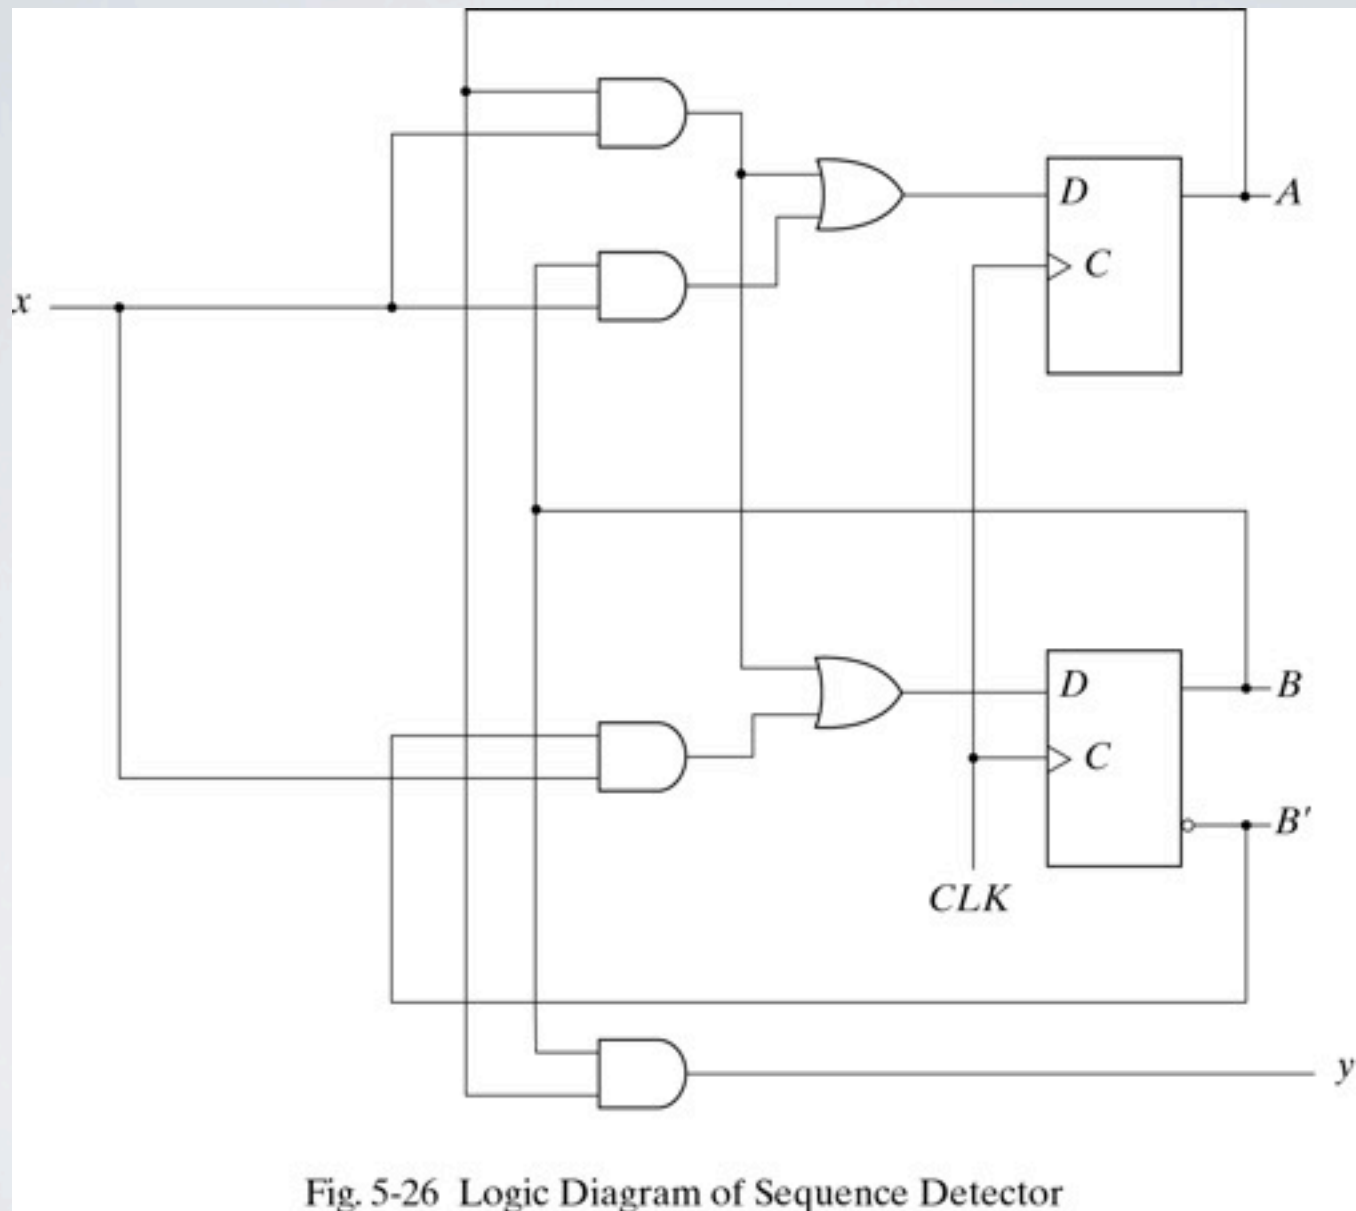 A
D
C
x
B
D
C
B'
CLK
y
Fig. 5-26 Logic Diagram of Sequence Detector